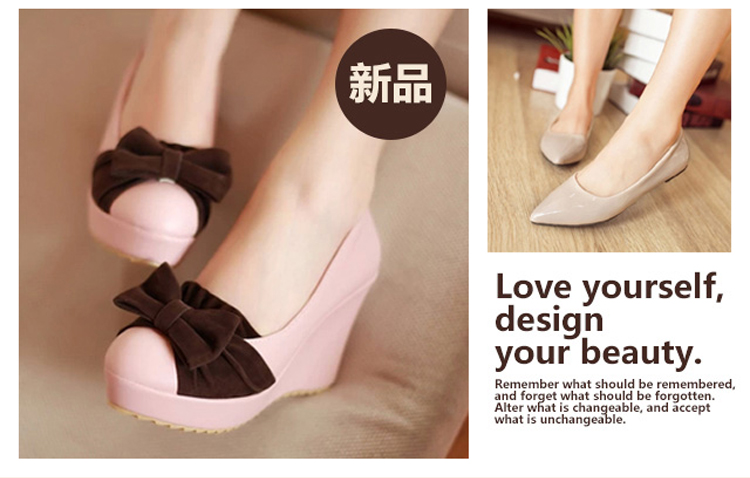 新品
Love yourself,
design
your beauty.
Remember what should be remembered,
and forget what should be forgotten.
Alter what is changeable, and accept
what is unchangeable.